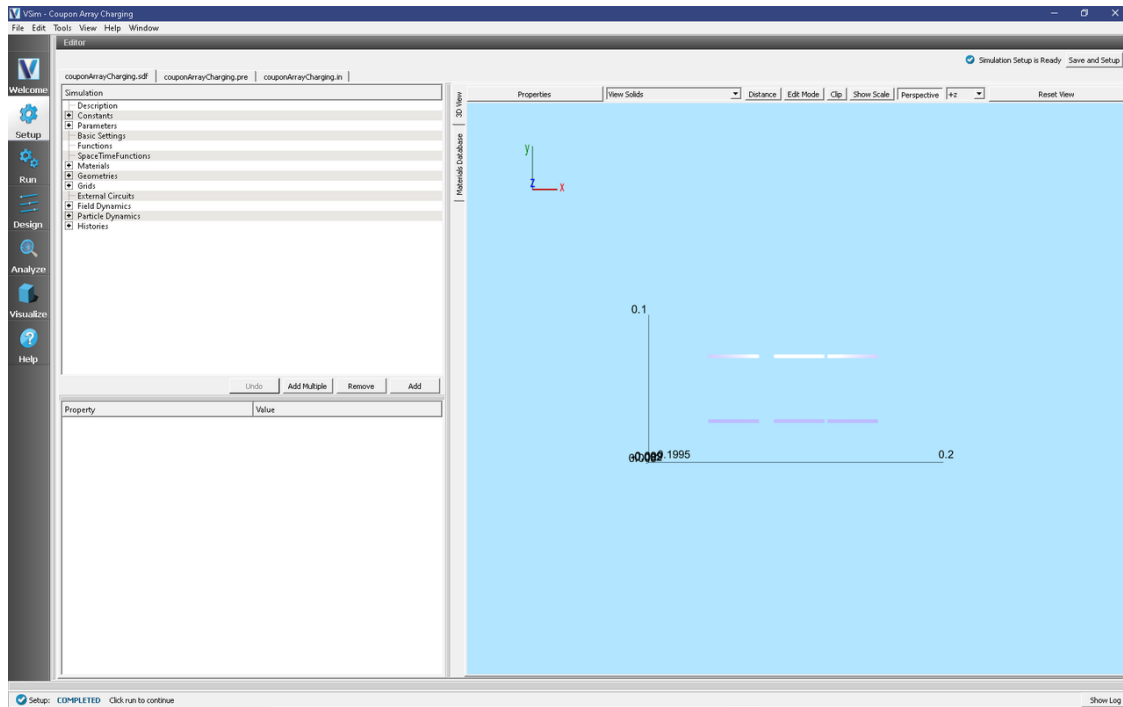 VSim - Coupon Array Charging
File Edit Tools View Help Window
Editor
Simulation Setup is Ready Save and Setup
couponArrayCharging.sdf couponArrayCharging.pre couponArrayCharging.in
Welcome
Setup
Run
Design
Analyze
Visualize
Help
Simulation
Description
Constants
Parameters
Basic Settings
Functions
SpaceTimeFunctions
Materials
Geometries
Grids
External Circuits
Field Dynamics
Particle Dynamics
Histories
Undo Add Multiple Remove Add
Property Value
3D View
Materials Database
Properties View Solids Distance Edit Mode Clip Show Scale Perspective +z Reset View
y
z x
0.1
0.1995 0.2
Setup: COMPLETED Click run to continue Show Log